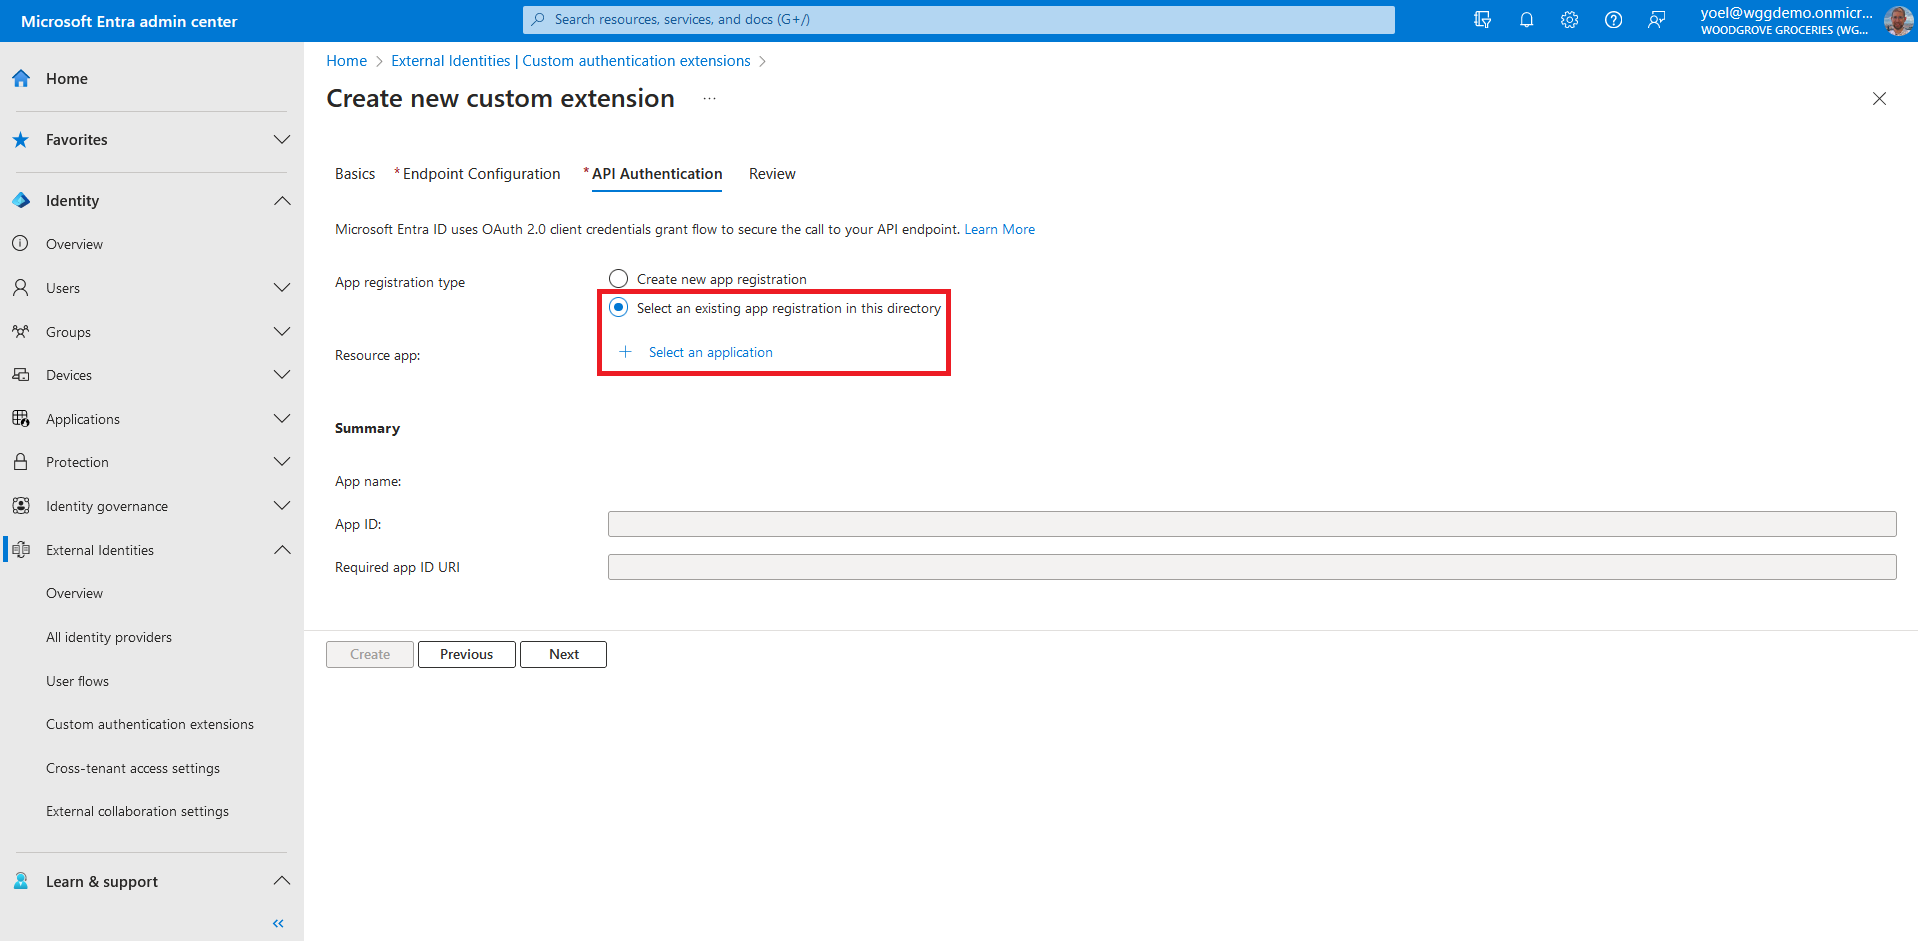 Microsoft Entra admin center
Search resources, services, and docs (G+/)
yoel@wggdemo.onmicr...
WOODGROVE GROCERIES (WG...
Home
Favorites
Identity
Overview
Users
Groups
Devices
Applications
Protection
Identity governance
External Identities
Overview
All identity providers
User flows
Custom authentication extensions
Cross-tenant access settings
External collaboration settings
Learn & support
Home > External Identities | Custom authentication extensions >
Create new custom extension ...
Basics * Endpoint Configuration * API Authentication Review
Microsoft Entra ID uses OAuth 2.0 client credentials grant flow to secure the call to your API endpoint. Learn More
App registration type
Create new app registration
Select an existing app registration in this directory
Resource app:
+ Select an application
Summary
App name:
App ID:
Required app ID URI
Create Previous Next